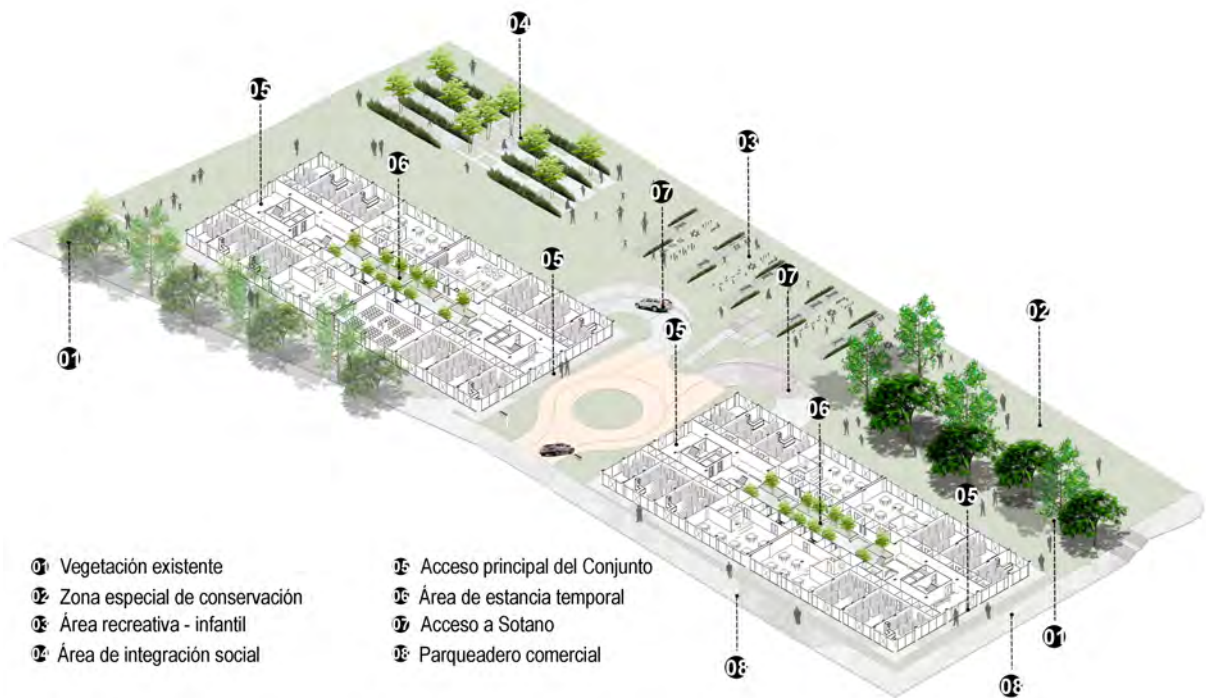 04
05
03
06
07
05
07
02
05
01
06
05
01
08
08
01 Vegetación existente
02 Zona especial de conservación
03 Área recreativa - infantil
04 Área de integración social
05 Acceso principal del Conjunto
06 Área de estancia temporal
07 Acceso a Sotano
08 Parqueadero comercial